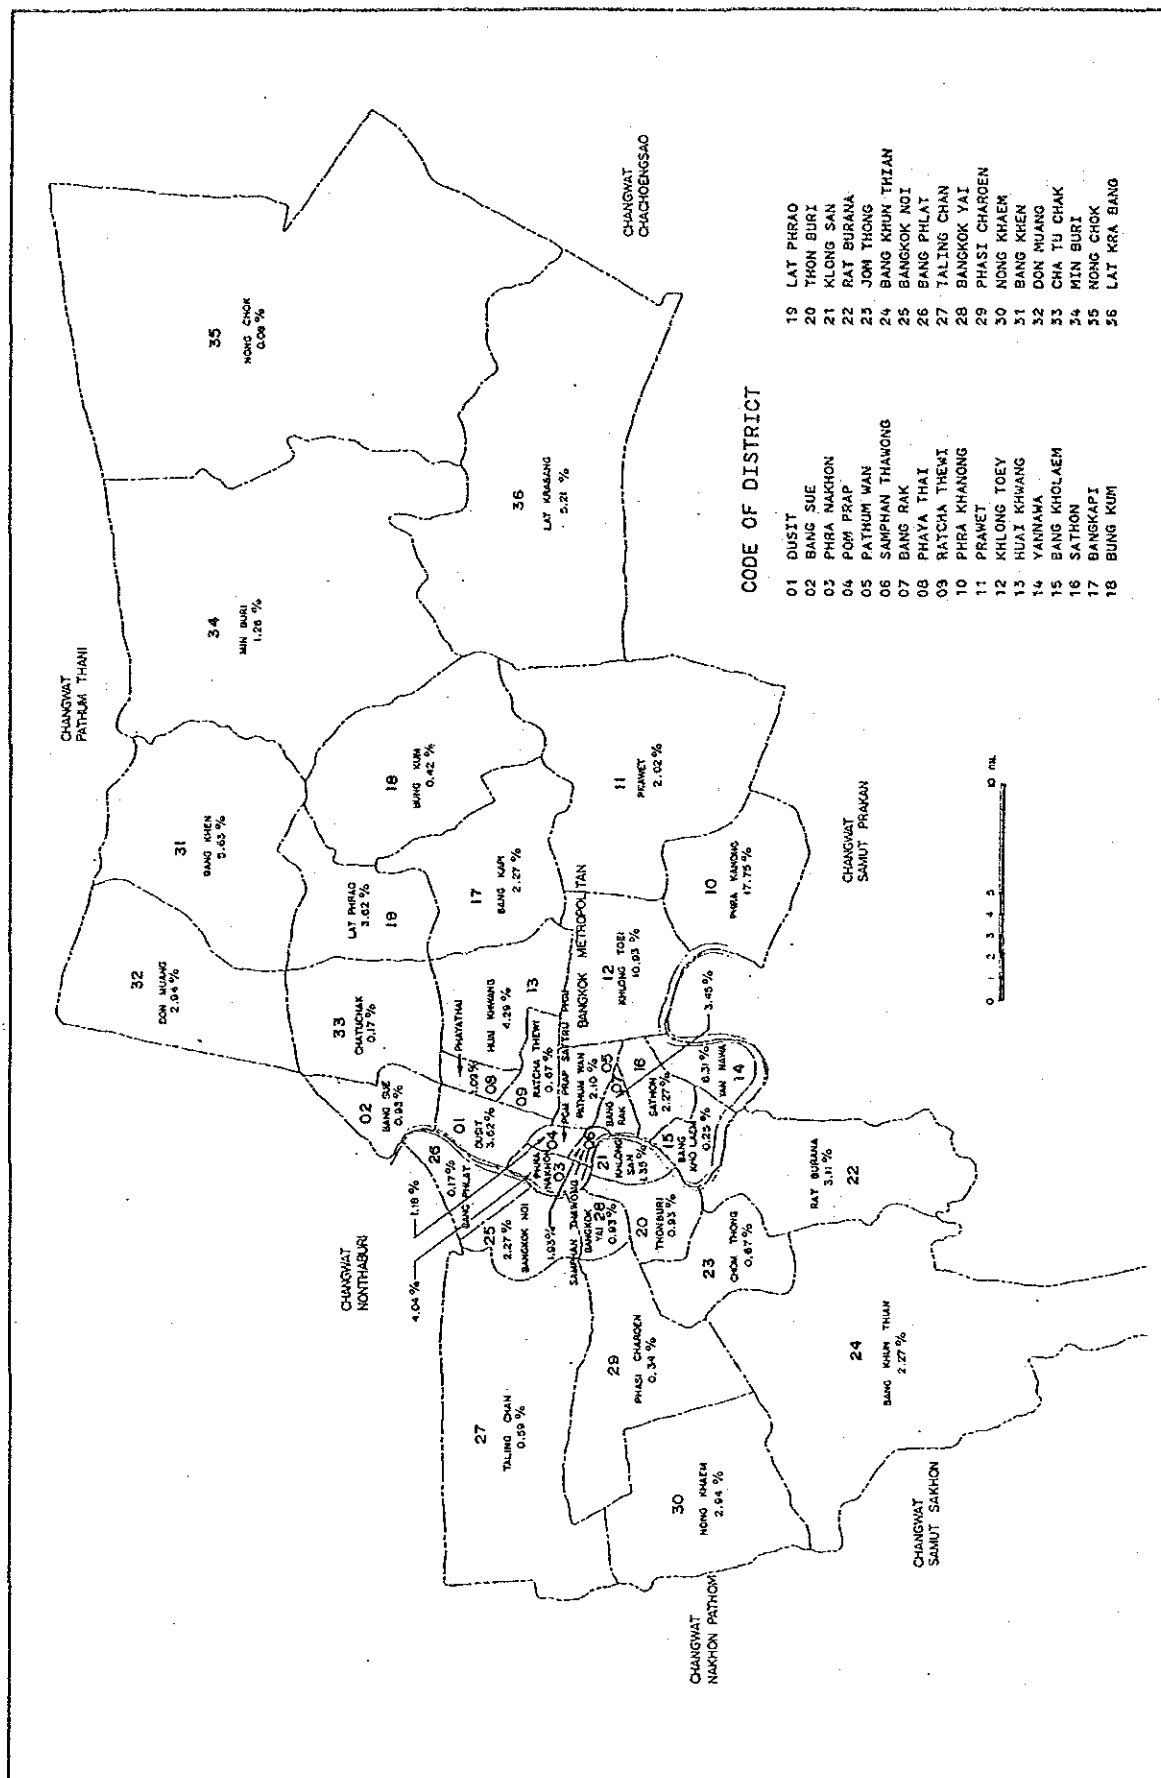 CHANGWAT
PATHUM THANI
CHANGWAT
NONTHABURI
CHANGWAT
NAKHON PATHOM
CHANGWAT
SAMUT SAKHON
CHANGWAT
SAMUT PRAKAN
CHANGWAT
CHACHOENGSAO
BANGKOK METROPOLITAN
32
DON MUANG
2.94 %
31
BANG KHEN
5.63 %
34
MIN BURI
1.26 %
35
NONG CHOK
0.08 %
36
LAT KRABANG
5.21 %
33
CHATUCHAK
0.17 %
LAT PHRAO
3.62 %
19
18
BUNG KUM
0.42 %
17
BANG KAPI
2.27 %
11
PRAWET
2.02 %
10
PHRA KANONG
17.75 %
12
KHLONG TOEI
10.93 %
13
HUAI KHWANG
4.29 %
PHAYATHAI
08
09
RATCHA THEWI
0.67 %
02
BANG SUE
0.93 %
01
DUSIT
3.62 %
26
0.17 %
BANG PHLAT
1.18 %
4.04 %
25
2.27 %
BANGKOK NOI
PHRA
NAKHON
03
04
POM PRAP SATTRU PHAI
PATHUM WAN
2.10 %
05
BANG
RAK
07
3.45 %
06
1.93 %
SAMPHAN THAWONG
16
SATHON
2.27 %
15
BANG
KHO LAEM
0.25 %
6.31 %
YAN NAWA
14
21
KHLONG
SAN
1.35 %
28
BANGKOK
YAI
0.93 %
20
THONBURI
0.93 %
27
TALING CHAN
0.59 %
29
PHASI CHAROEN
0.34 %
30
NONG KHAEM
2.94 %
23
CHOM THONG
0.67 %
RAT BURANA
3.11 %
22
24
BANG KHUN THIAN
2.27 %
0 1 2 3 4 5 10
CODE OF DISTRICT
01 DUSIT
02 BANG SUE
03 PHRA NAKHON
04 POM PRAP
05 PATHUM WAN
06 SAMPHAN THAWONG
07 BANG RAK
08 PHAYA THAI
09 RATCHA THEWI
10 PHRA KHANONG
11 PRAWET
12 KHLONG TOEY
13 HUAI KHWANG
14 YANNAWA
15 BANG KHOLAEM
16 SATHON
17 BANGKAPI
18 BUNG KUM
19 LAT PHRAO
20 THON BURI
21 KLONG SAN
22 RAT BURANA
23 JOM THONG
24 BANG KHUN THIAN
25 BANGKOK NOI
26 BANG PHLAT
27 TALING CHAN
28 BANGKOK YAI
29 PHASI CHAROEN
30 NONG KHAEM
31 BANG KHEN
32 DON MUANG
33 CHA TU CHAK
34 MIN BURI
35 NONG CHOK
36 LAT KRA BANG